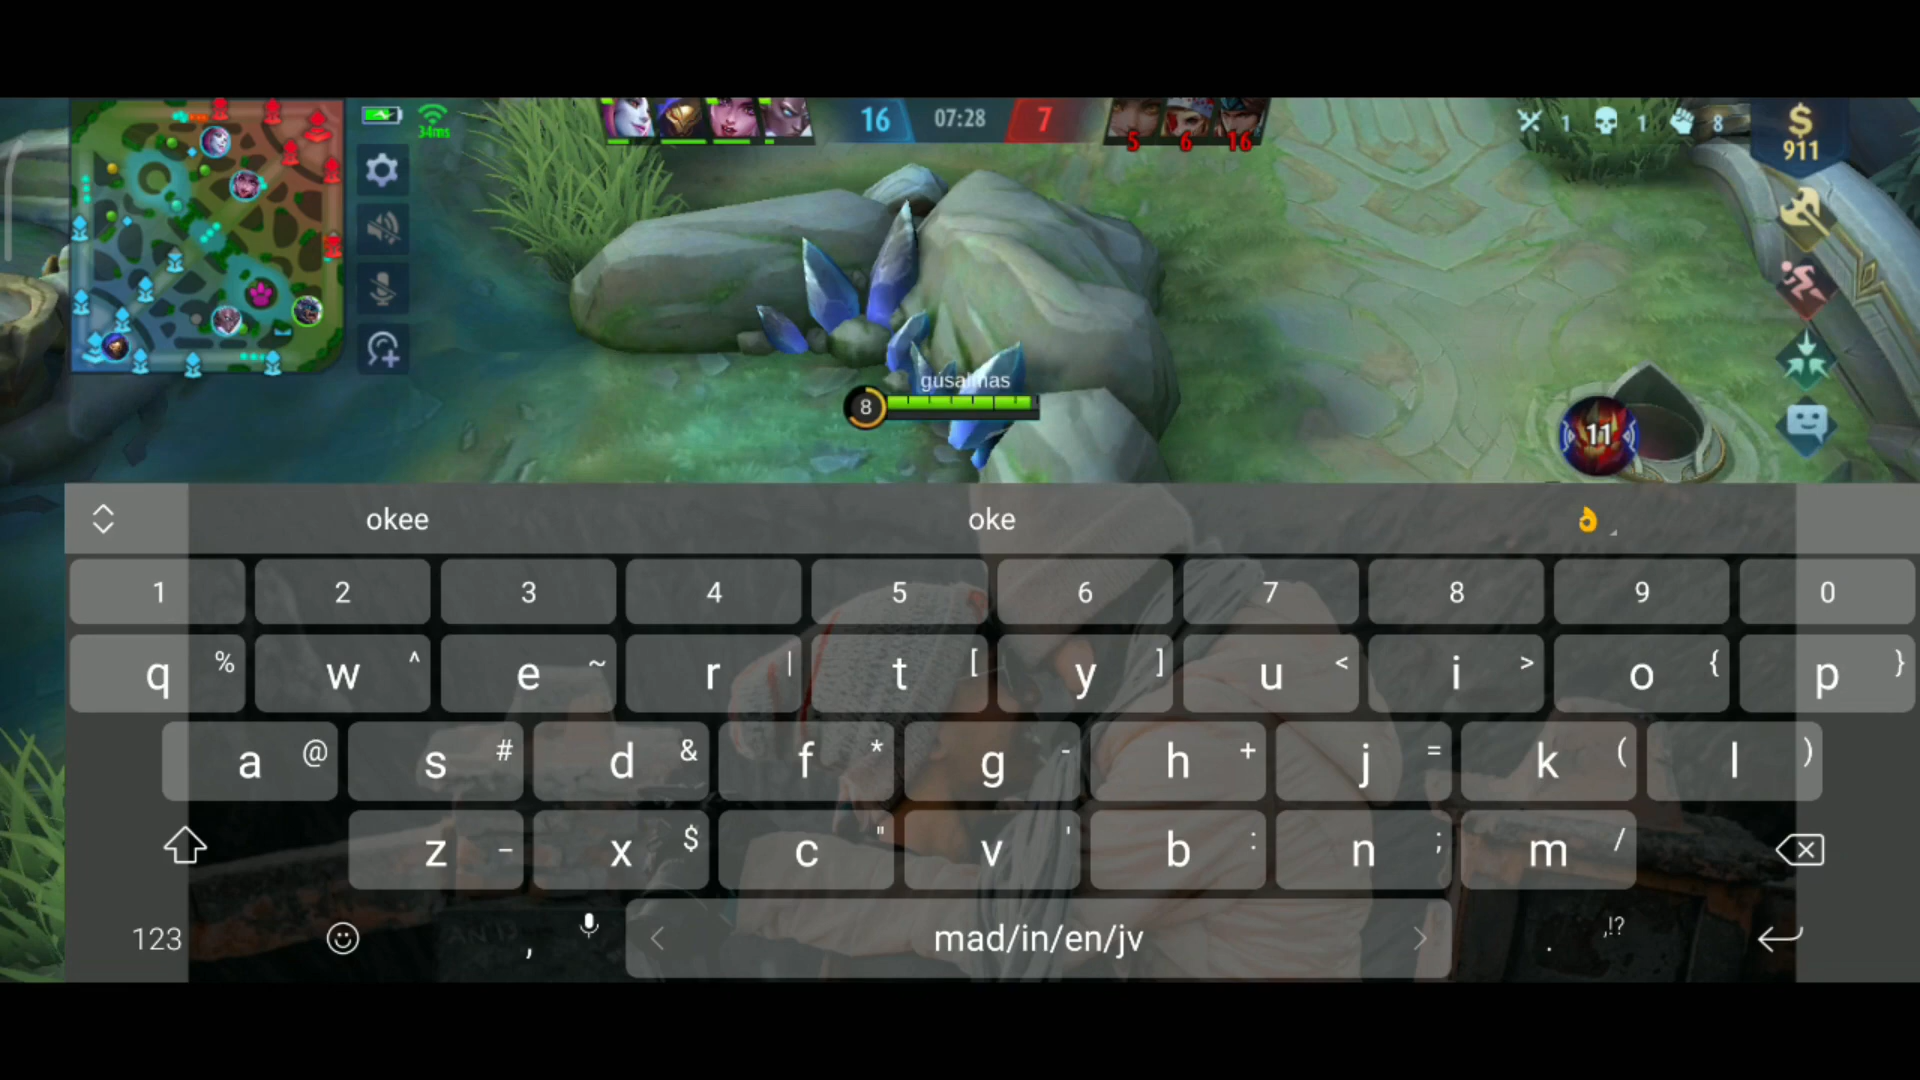 34ms
16 07:28 7
5 6 16
1 1 8
$
911
gusalmas
8
11
okee oke 👌
1 2 3 4 5 6 7 8 9 0
q % w ^ e ~ r | t [ y ] u < i > o { p }
a @ s # d & f * g - h + j = k ( l )
z _ x $ c " v ' b : n ; m /
123 , < mad/in/en/jv > . ,!?